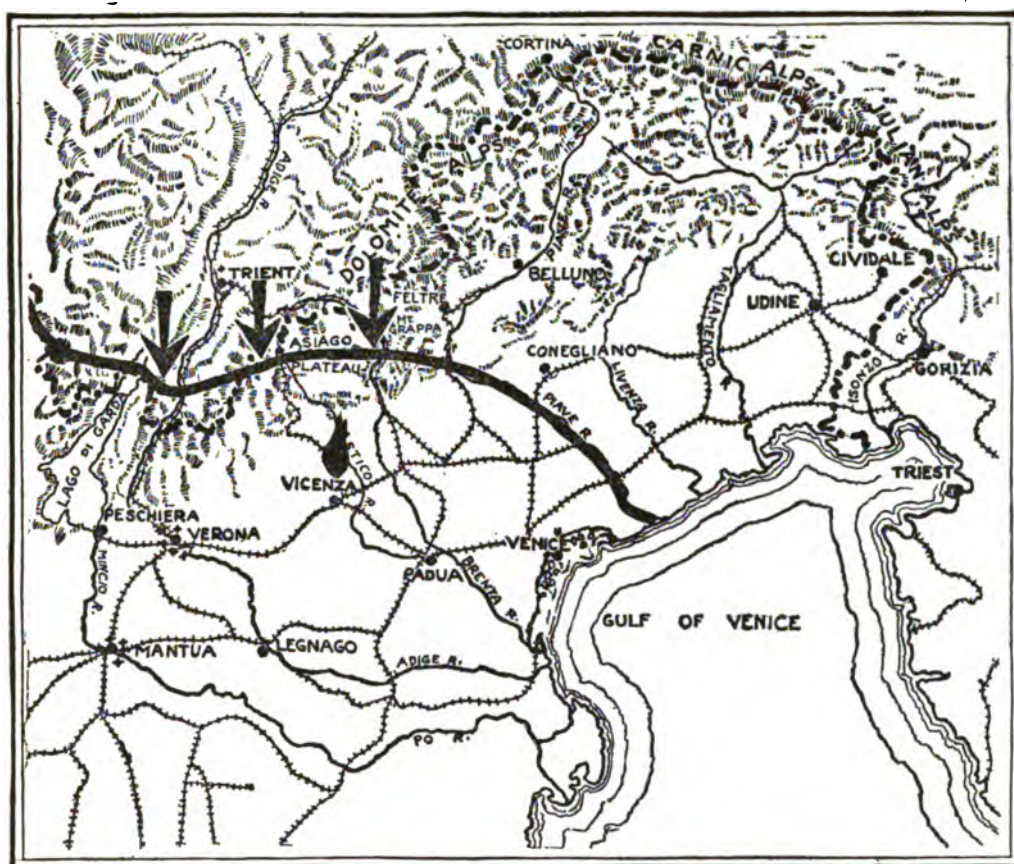 CORTINA
CARNIC ALPS
JULIAN ALPS
ADIGE R.
ALPS
DOLOMITE
PIAVE R.
TRIENT
BELLUNO
CIVIDALE
FELTRE
TAGLIAMENTO R.
UDINE
MT. GRAPPA
ASIAGO
PLATEAU
CONEGLIANO
LIVENZA R.
ISONZO R.
GORIZIA
LAGO DI GARDA
PIAVE R.
ASTICO R.
TRIEST
VICENZA
PESCHIERA
VERONA
VENICE
MINCIO R.
PADUA
BRENTA R.
GULF OF VENICE
MANTUA
LEGNAGO
ADIGE R.
PO R.